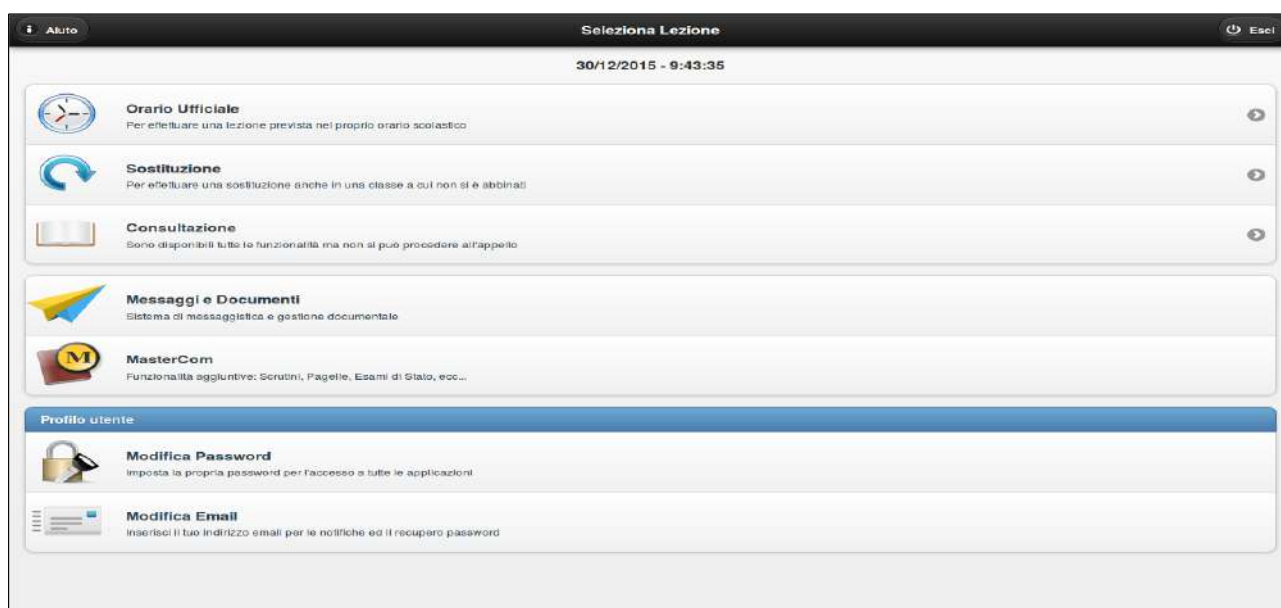 i Aiuto
Seleziona Lezione
Esci
30/12/2015 - 9:43:35
Orario Ufficiale
Per effettuare una lezione prevista nel proprio orario scolastico
Sostituzione
Per effettuare una sostituzione anche in una classe a cui non si è abbinati
Consultazione
Sono disponibili tutte le funzionalità ma non si può procedere all'appello
Messaggi e Documenti
Sistema di messaggistica e gestione documentale
M
MasterCom
Funzionalità aggiuntive: Scrutini, Pagelle, Esami di Stato, ecc...
Profilo utente
Modifica Password
Imposta la propria password per l'accesso a tutte le applicazioni
Modifica Email
Inserisci il tuo indirizzo email per le notifiche ed il recupero password